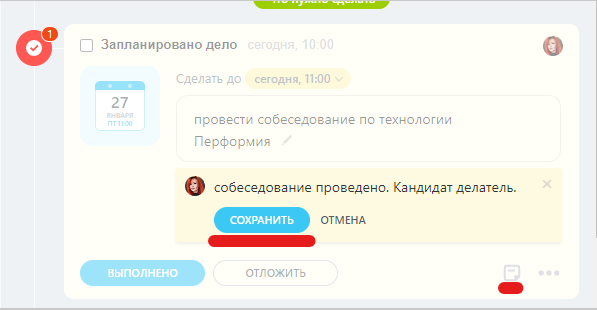 1
Запланировано дело сегодня, 10:00
Сделать до сегодня, 11:00
27
ЯНВАРЯ
ПТ 11:00
провести собеседование по технологии
Перформия
собеседование проведено. Кандидат делатель.
СОХРАНИТЬ ОТМЕНА
ВЫПОЛНЕНО ОТЛОЖИТЬ